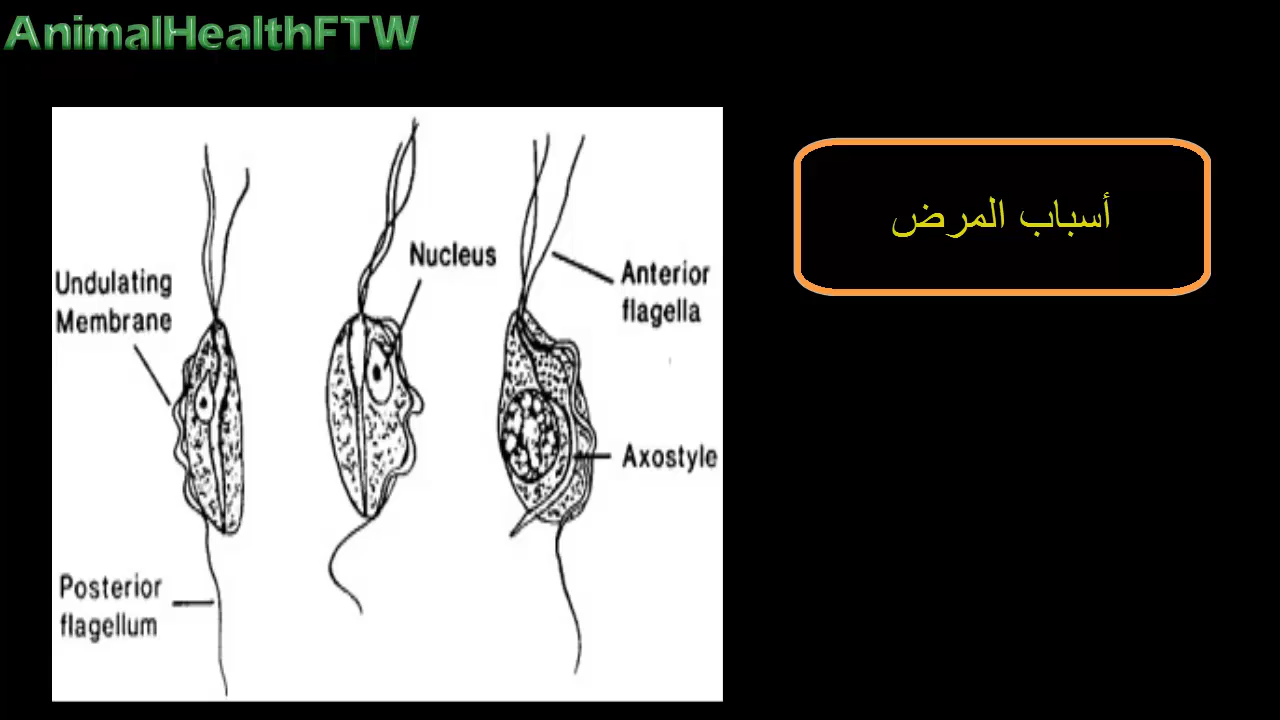 AnimalHealthFTW
أسباب المرض
Nucleus
Undulating
Membrane
Anterior
flagella
Axostyle
Posterior
flagellum